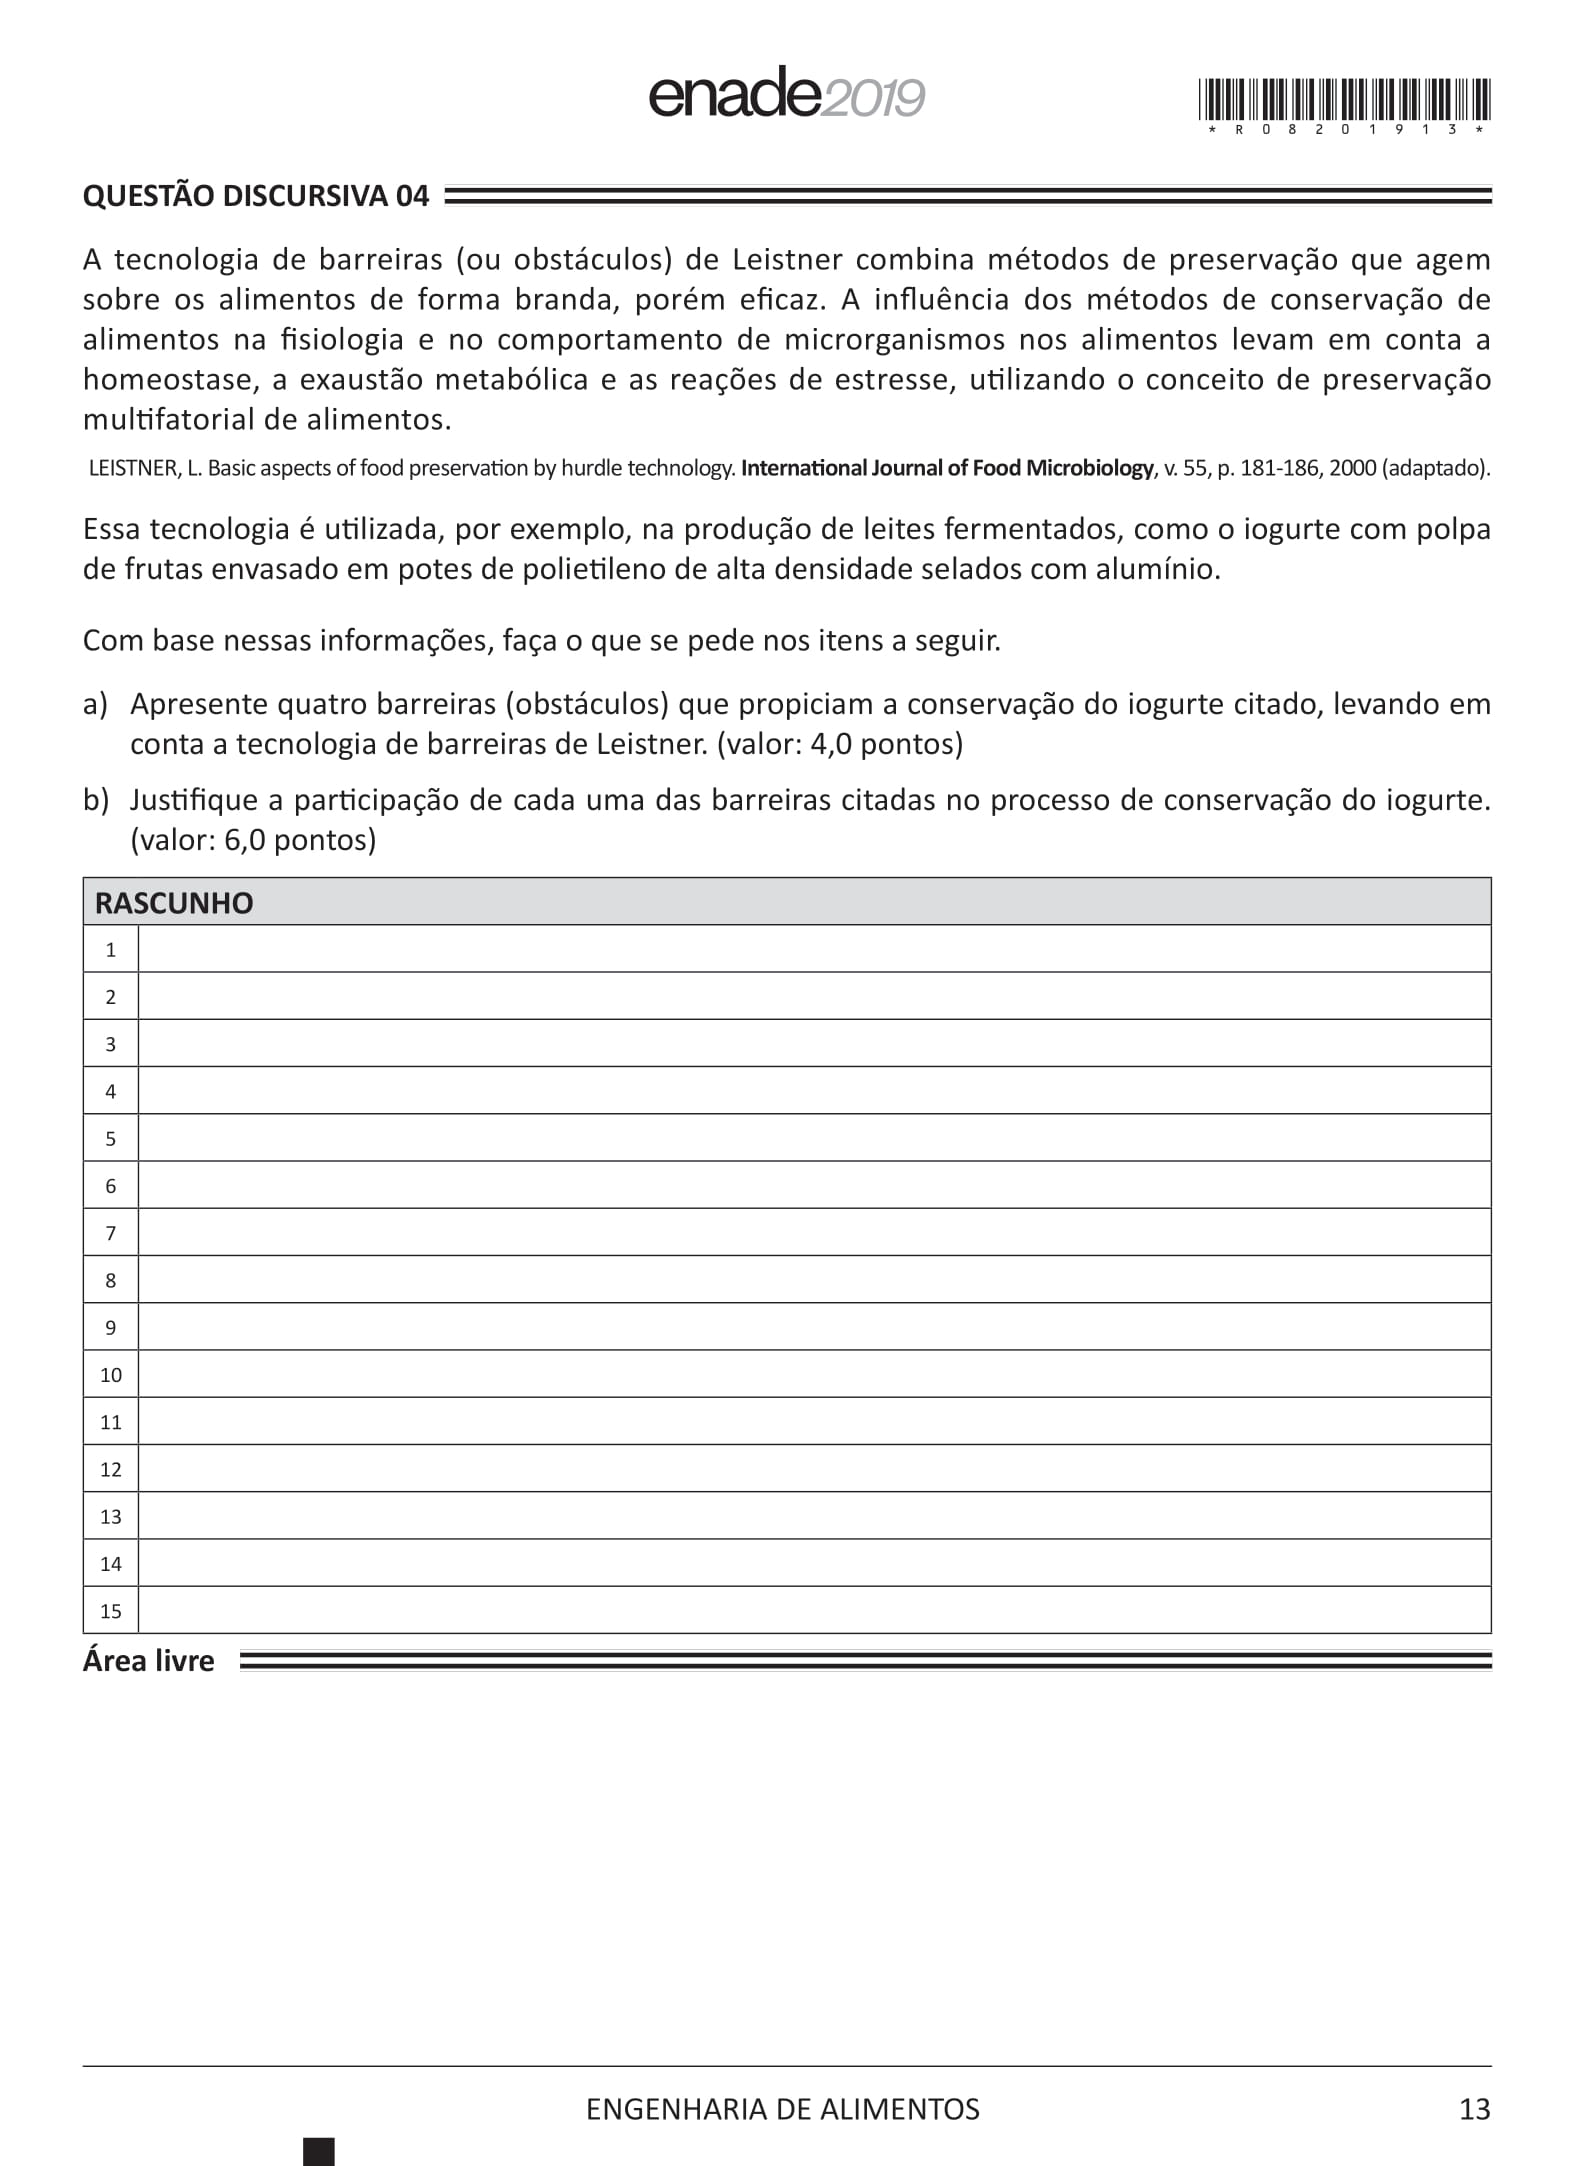 enade2019
* R 0 8 2 0 1 9 1 3 *
QUESTÃO DISCURSIVA 04
A tecnologia de barreiras (ou obstáculos) de Leistner combina métodos de preservação que agem
sobre os alimentos de forma branda, porém eficaz. A influência dos métodos de conservação de
alimentos na fisiologia e no comportamento de microrganismos nos alimentos levam em conta a
homeostase, a exaustão metabólica e as reações de estresse, utilizando o conceito de preservação
multifatorial de alimentos.
LEISTNER, L. Basic aspects of food preservation by hurdle technology. International Journal of Food Microbiology, v. 55, p. 181-186, 2000 (adaptado).
Essa tecnologia é utilizada, por exemplo, na produção de leites fermentados, como o iogurte com polpa
de frutas envasado em potes de polietileno de alta densidade selados com alumínio.
Com base nessas informações, faça o que se pede nos itens a seguir.
a) Apresente quatro barreiras (obstáculos) que propiciam a conservação do iogurte citado, levando em
conta a tecnologia de barreiras de Leistner. (valor: 4,0 pontos)
b) Justifique a participação de cada uma das barreiras citadas no processo de conservação do iogurte.
(valor: 6,0 pontos)
RASCUNHO
1
2
3
4
5
6
7
8
9
10
11
12
13
14
15
Área livre
ENGENHARIA DE ALIMENTOS
13